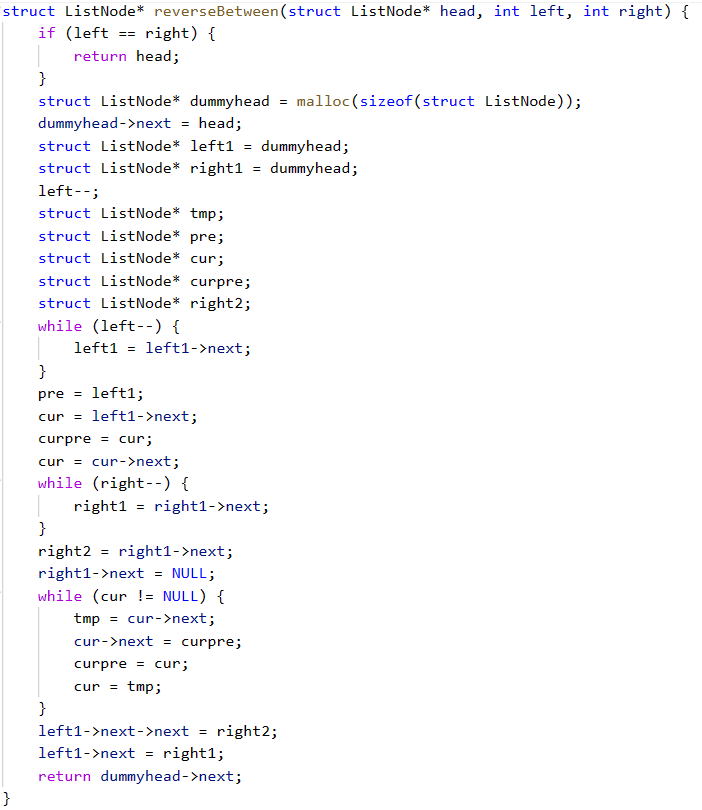 struct ListNode* reverseBetween(struct ListNode* head, int left, int right) {
    if (left == right) {
        return head;
    }
    struct ListNode* dummyhead = malloc(sizeof(struct ListNode));
    dummyhead->next = head;
    struct ListNode* left1 = dummyhead;
    struct ListNode* right1 = dummyhead;
    left--;
    struct ListNode* tmp;
    struct ListNode* pre;
    struct ListNode* cur;
    struct ListNode* curpre;
    struct ListNode* right2;
    while (left--) {
        left1 = left1->next;
    }
    pre = left1;
    cur = left1->next;
    curpre = cur;
    cur = cur->next;
    while (right--) {
        right1 = right1->next;
    }
    right2 = right1->next;
    right1->next = NULL;
    while (cur != NULL) {
        tmp = cur->next;
        cur->next = curpre;
        curpre = cur;
        cur = tmp;
    }
    left1->next->next = right2;
    left1->next = right1;
    return dummyhead->next;
}